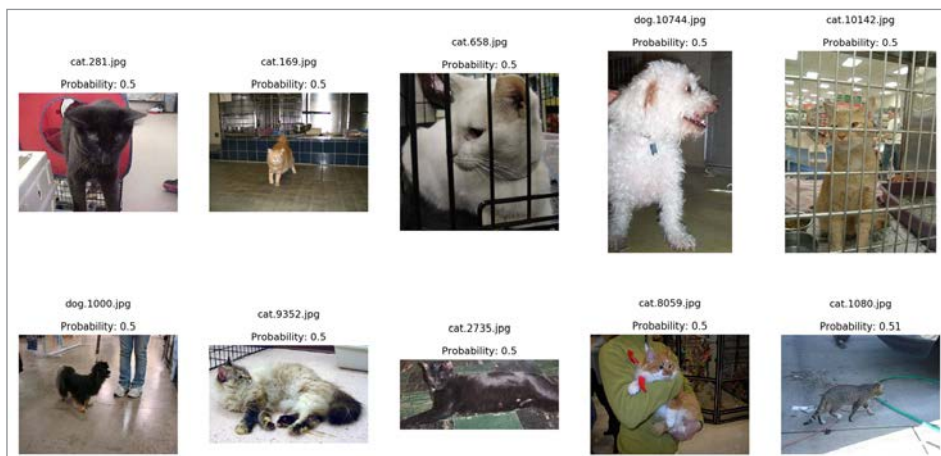 cat.281.jpg
Probability: 0.5
cat.169.jpg
Probability: 0.5
cat.658.jpg
Probability: 0.5
dog.10744.jpg
Probability: 0.5
cat.10142.jpg
Probability: 0.5
dog.1000.jpg
Probability: 0.5
cat.9352.jpg
Probability: 0.5
cat.2735.jpg
Probability: 0.5
cat.8059.jpg
Probability: 0.5
cat.1080.jpg
Probability: 0.51